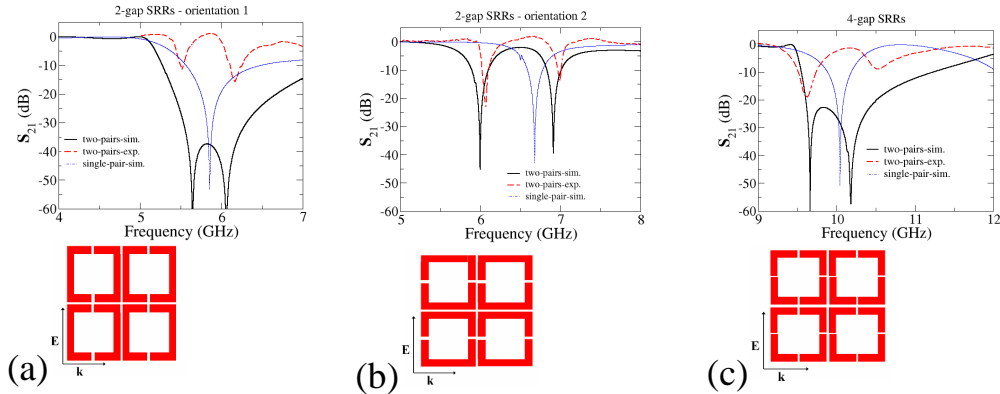 2-gap SRRs - orientation 1
0
-10
-20
-30
-40
-50
-60
S21 (dB)
two-pairs-sim.
two-pairs-exp.
single-pair-sim.
4
5
6
7
Frequency (GHz)
E
k
(a)
2-gap SRRs - orientation 2
10
0
-10
-20
-30
-40
-50
-60
S21 (dB)
two-pairs-sim.
two-pairs-exp.
single-pair-sim.
5
6
7
8
Frequency (GHz)
E
k
(b)
4-gap SRRs
0
-10
-20
-30
-40
-50
-60
S21 (dB)
two-pairs-sim.
two-pairs-exp.
single-pair-sim.
9
10
11
12
Frequency (GHz)
E
k
(c)